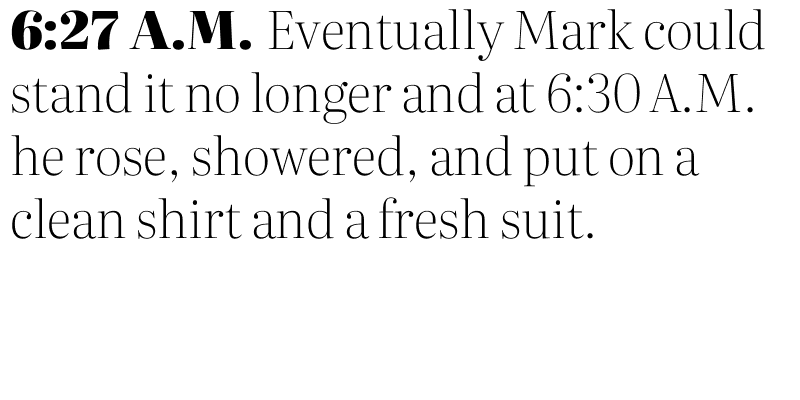 6:27 A.M. Eventually Mark could
stand it no longer and at 6:30 A.M.
he rose, showered, and put on a
clean shirt and a fresh suit.